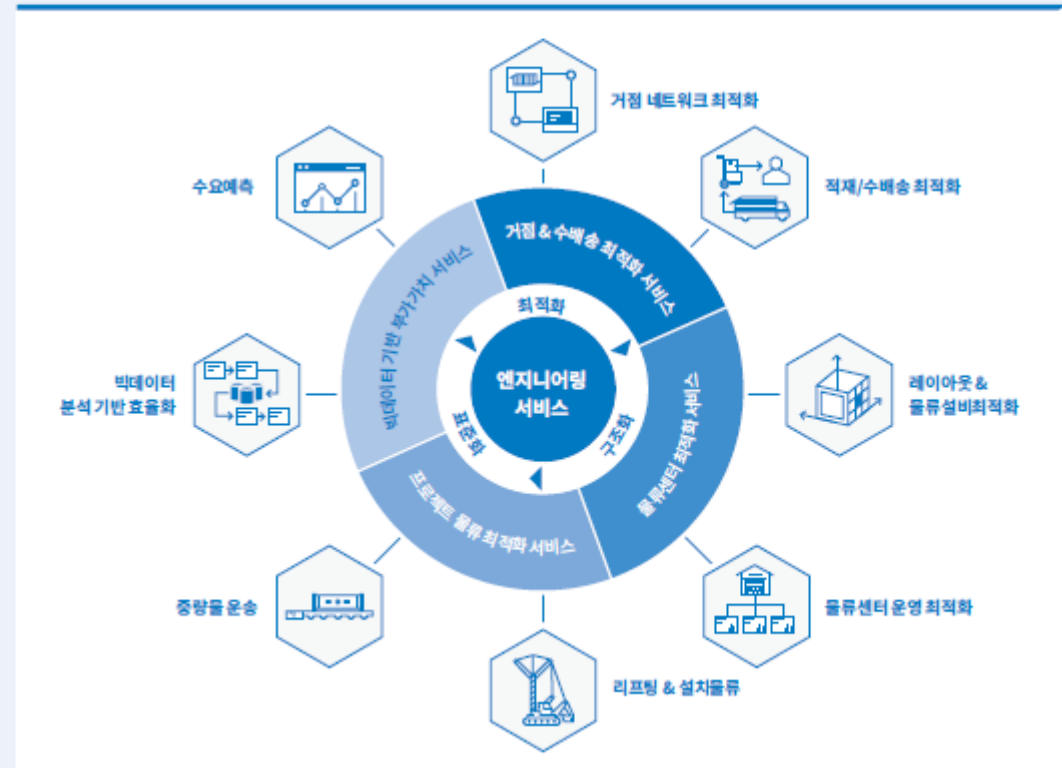 거점 네트워크 최적화
수요예측
적재/수배송 최적화
거점 & 수배송 최적화 서비스
빅데이터 기반 부가가치 서비스
최적화
엔지니어링
서비스
표준화
구조화
물류센터 최적화 서비스
프로젝트 물류 최적화 서비스
빅데이터
분석 기반 효율화
레이아웃 &
물류설비최적화
중량물 운송
물류센터 운영 최적화
리프팅 & 설치물류